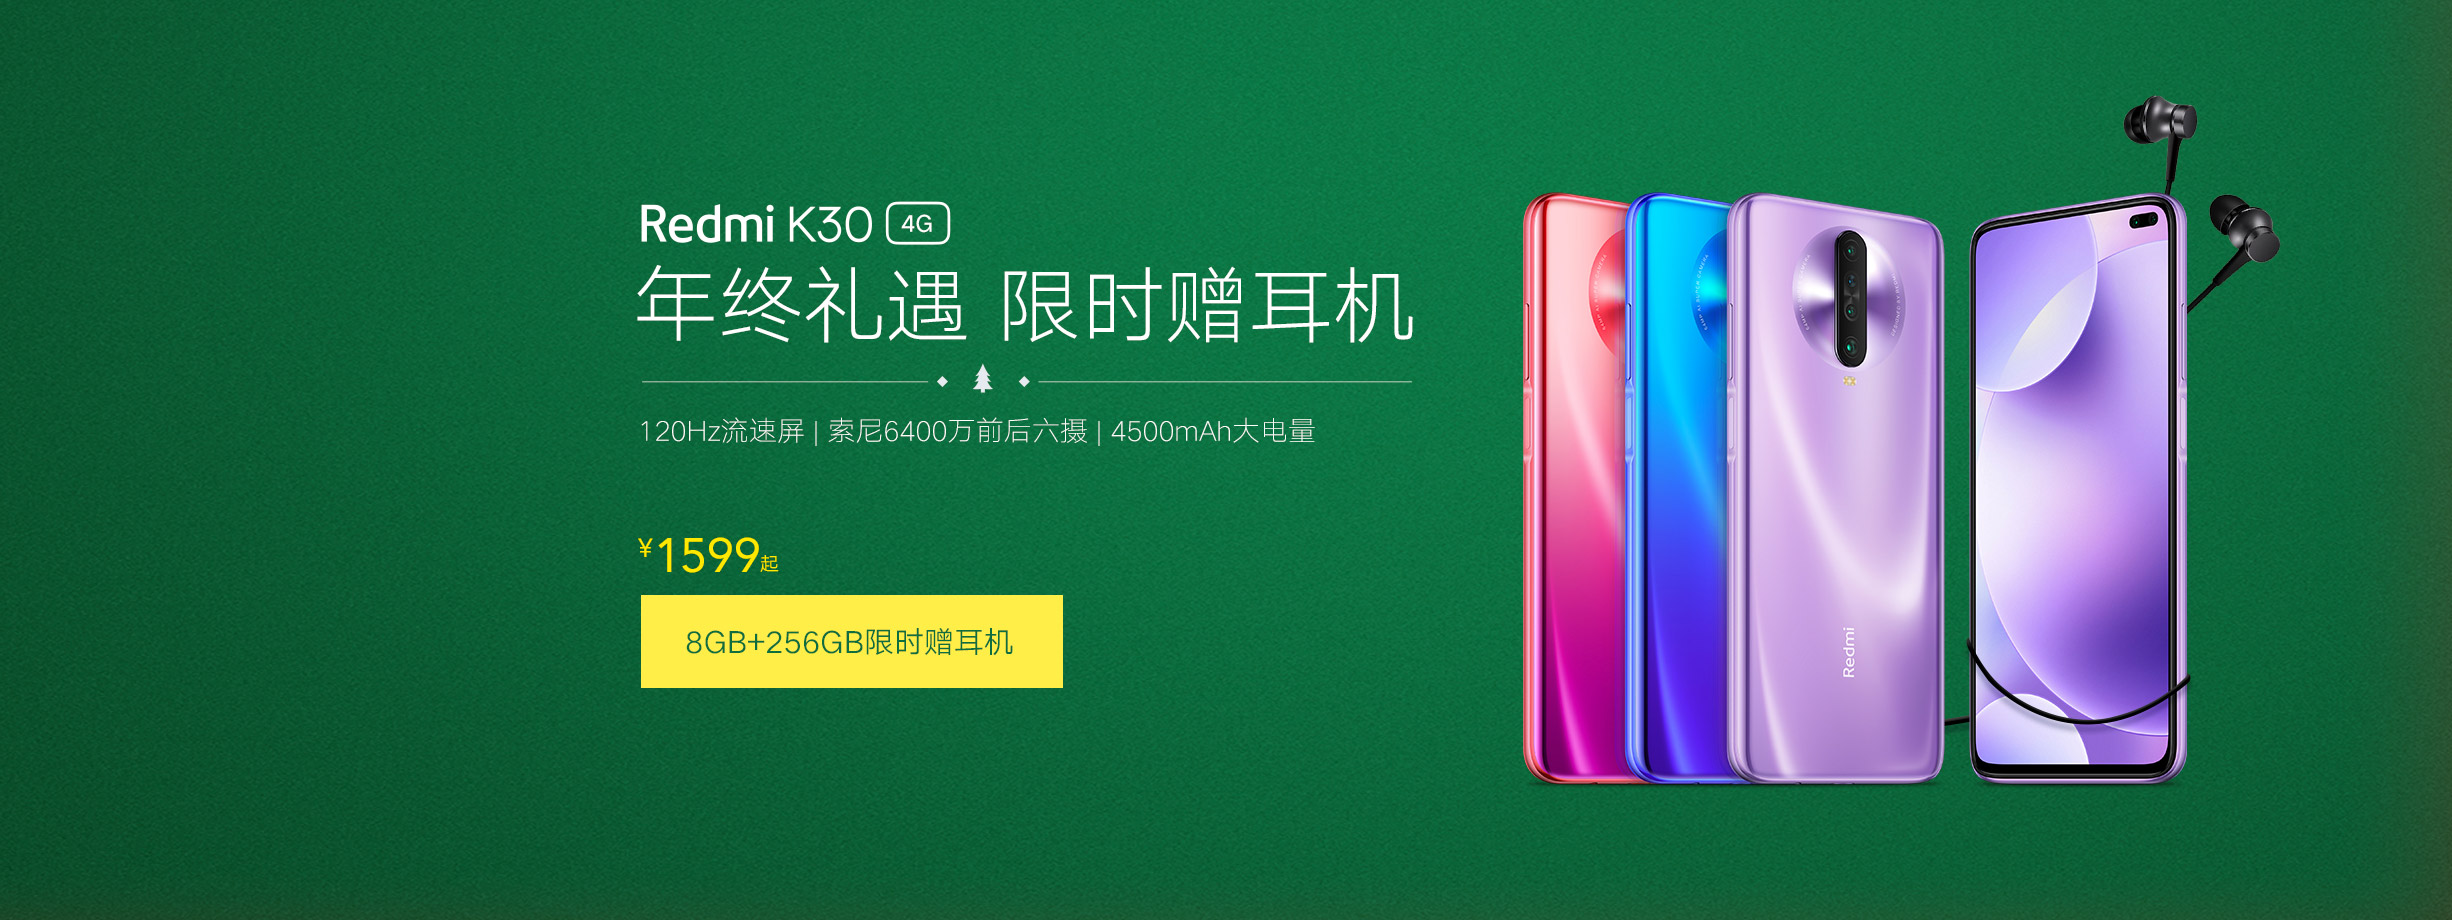 Redmi K30 4G
年终礼遇 限时赠耳机
120Hz流速屏 | 索尼6400万前后六摄 | 4500mAh大电量
¥1599起
8GB+256GB限时赠耳机
Redmi